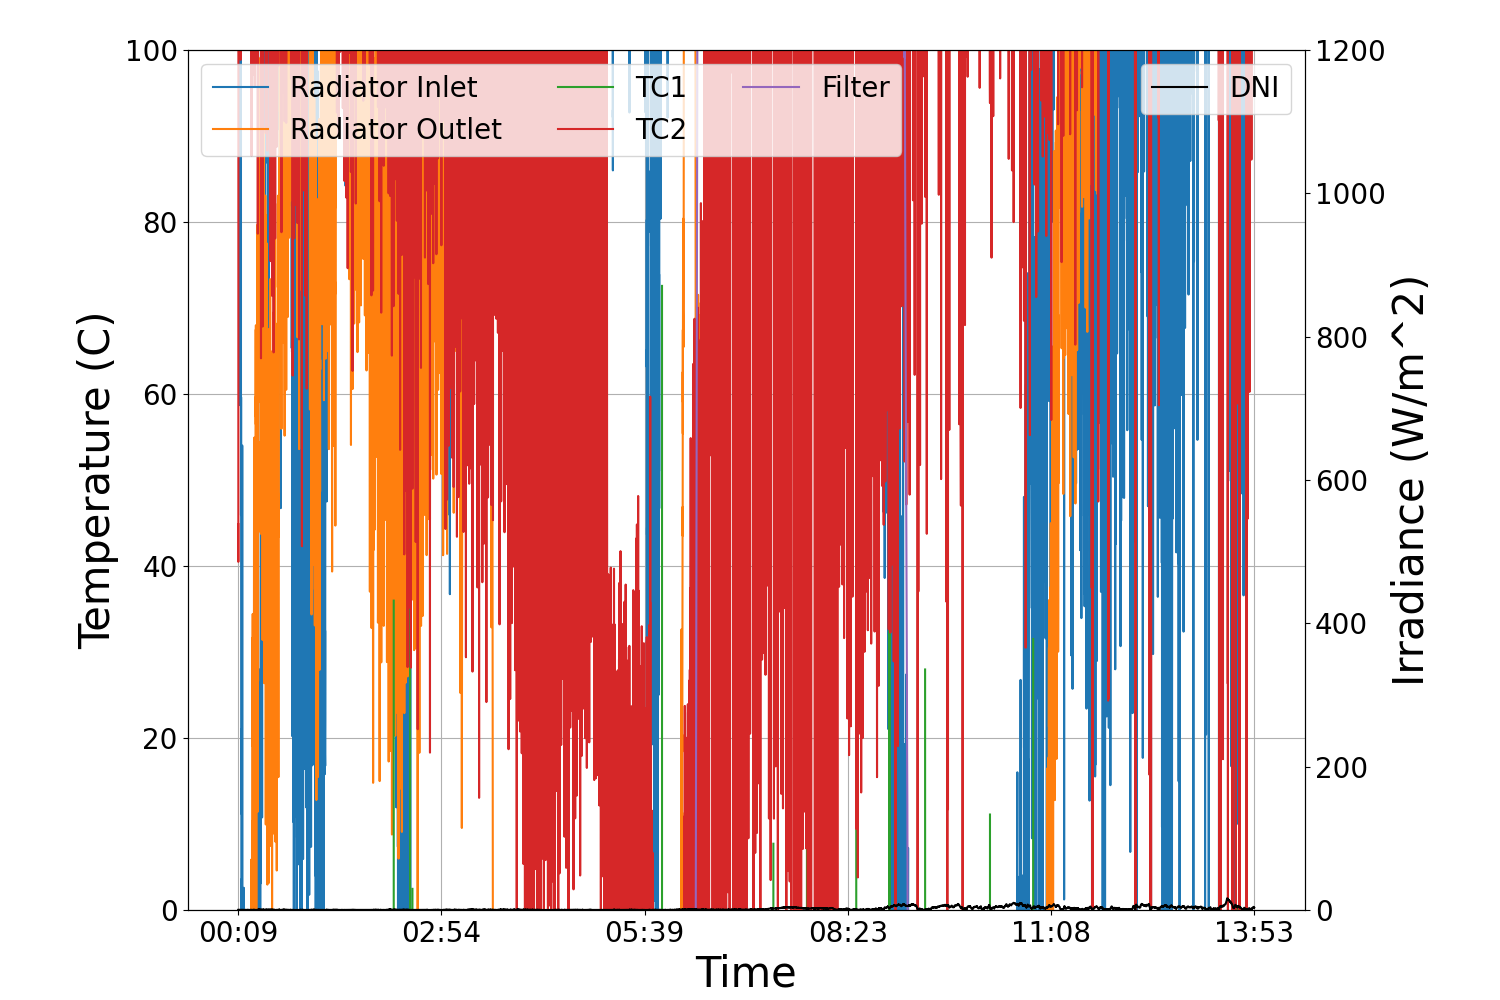 100
80
60
40
20
0
Temperature (C)
Radiator Inlet
Radiator Outlet
TC1
TC2
Filter
DNI
1200
1000
800
600
400
200
0
Irradiance (W/m^2)
00:09
02:54
05:39
08:23
11:08
13:53
Time